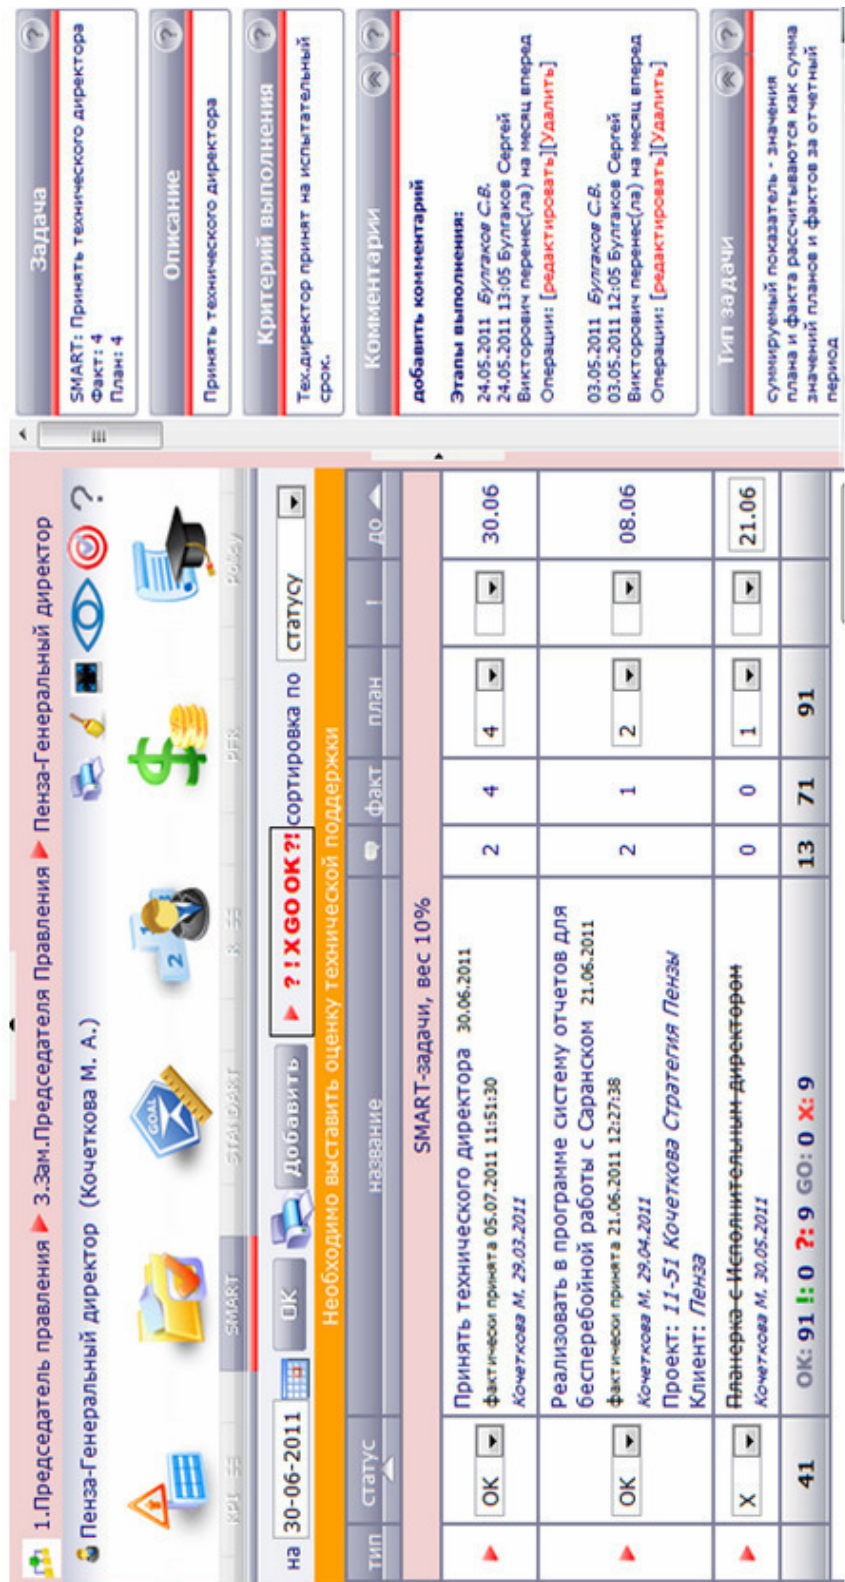 1.Председатель правления 3.Зам.Председателя Правления Пенза-Генеральный директор
Пенза-Генеральный директор (Кочеткова М. А.)
?
GOAL
1
2
KPI SMART STANDART PFR Policy
на 30-06-2011 OK Добавить ? ! X GO OK ?! сортировка по статусу
Необходимо выставить оценку технической поддержки
тип статус название факт план ! до
SMART-задачи, вес 10%
OK Принять технического директора 30.06.2011 2 4 4 30.06
фактически принята 05.07.2011 11:51:30
Кочеткова М, 29.03.2011
OK Реализовать в программе систему отчетов для 2 1 2 08.06
бесперебойной работы с Саранском 21.06.2011
фактически принята 21.06.2011 12:27:38
Кочеткова М, 29.04.2011
Проект: 11-51 Кочеткова Стратегия Пензы
Клиент: Пенза
X Планерка с Исполнительным директором 0 0 1 21.06
Кочеткова М, 30.05.2011
41 OK: 91 !: 0 ?: 9 GO: 0 X: 9 13 71 91
Задача ?
SMART: Принять технического директора
Факт: 4
План: 4
Описание ?
Принять технического директора
Критерий выполнения ?
Тех.директор принят на испытательный
срок.
Комментарии ?
добавить комментарий
Этапы выполнения:
24.05.2011 Булгаков С.В.
24.05.2011 13:05 Булгаков Сергей
Викторович перенес(ла) на месяц вперед
Операции: [редактировать][Удалить]
03.05.2011 Булгаков С.В.
03.05.2011 12:05 Булгаков Сергей
Викторович перенес(ла) на месяц вперед
Операции: [редактировать][Удалить]
Тип задачи ?
суммируемый показатель - значения
плана и факта рассчитываются как сумма
значений планов и фактов за отчетный
период